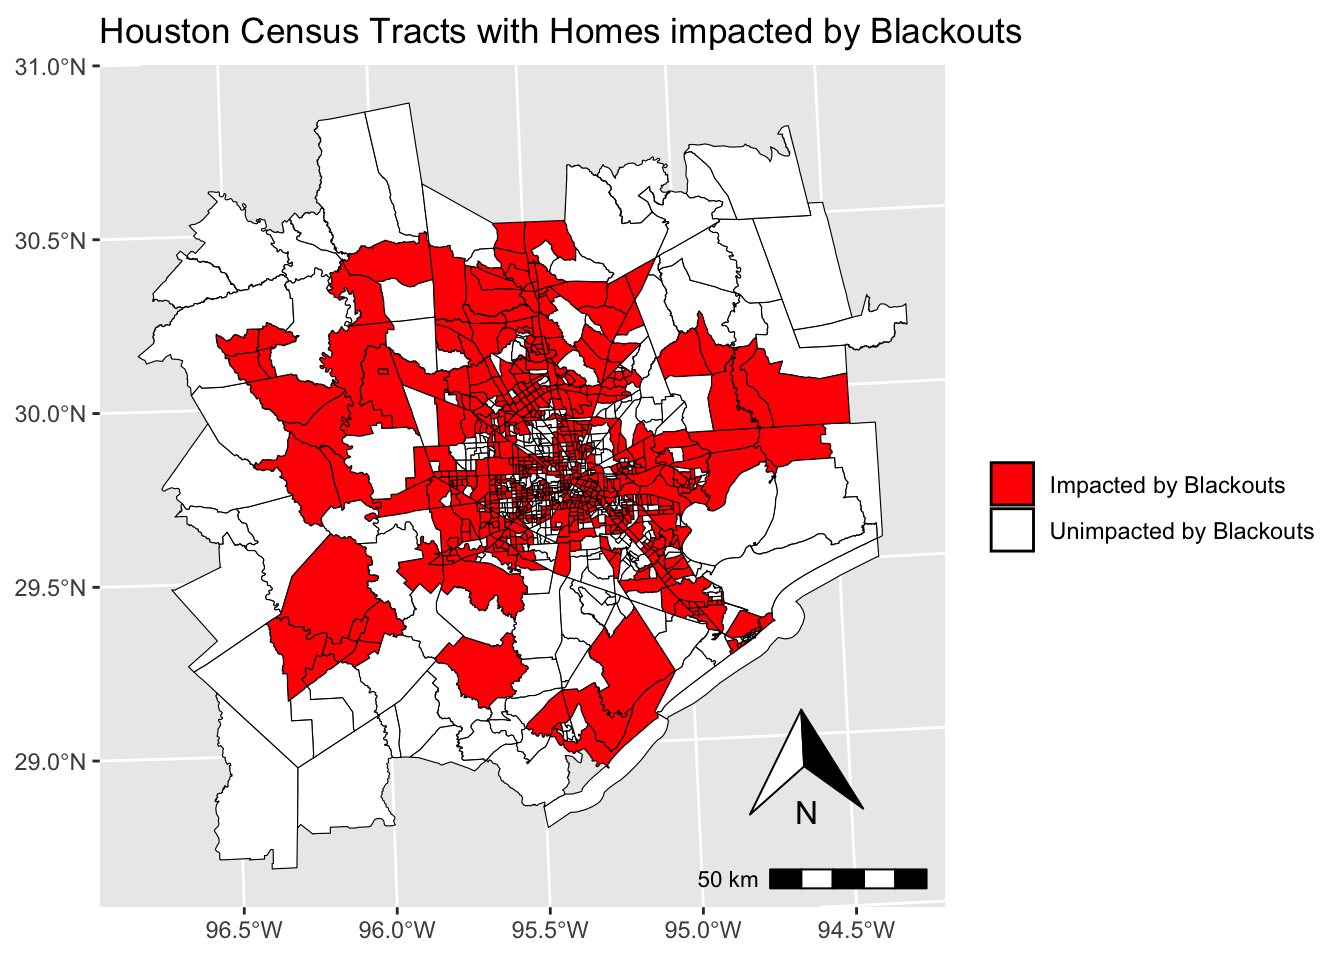 Houston Census Tracts with Homes impacted by Blackouts
31.0°N
30.5°N
30.0°N
29.5°N
29.0°N
Impacted by Blackouts
Unimpacted by Blackouts
N
50 km
96.5°W
96.0°W
95.5°W
95.0°W
94.5°W